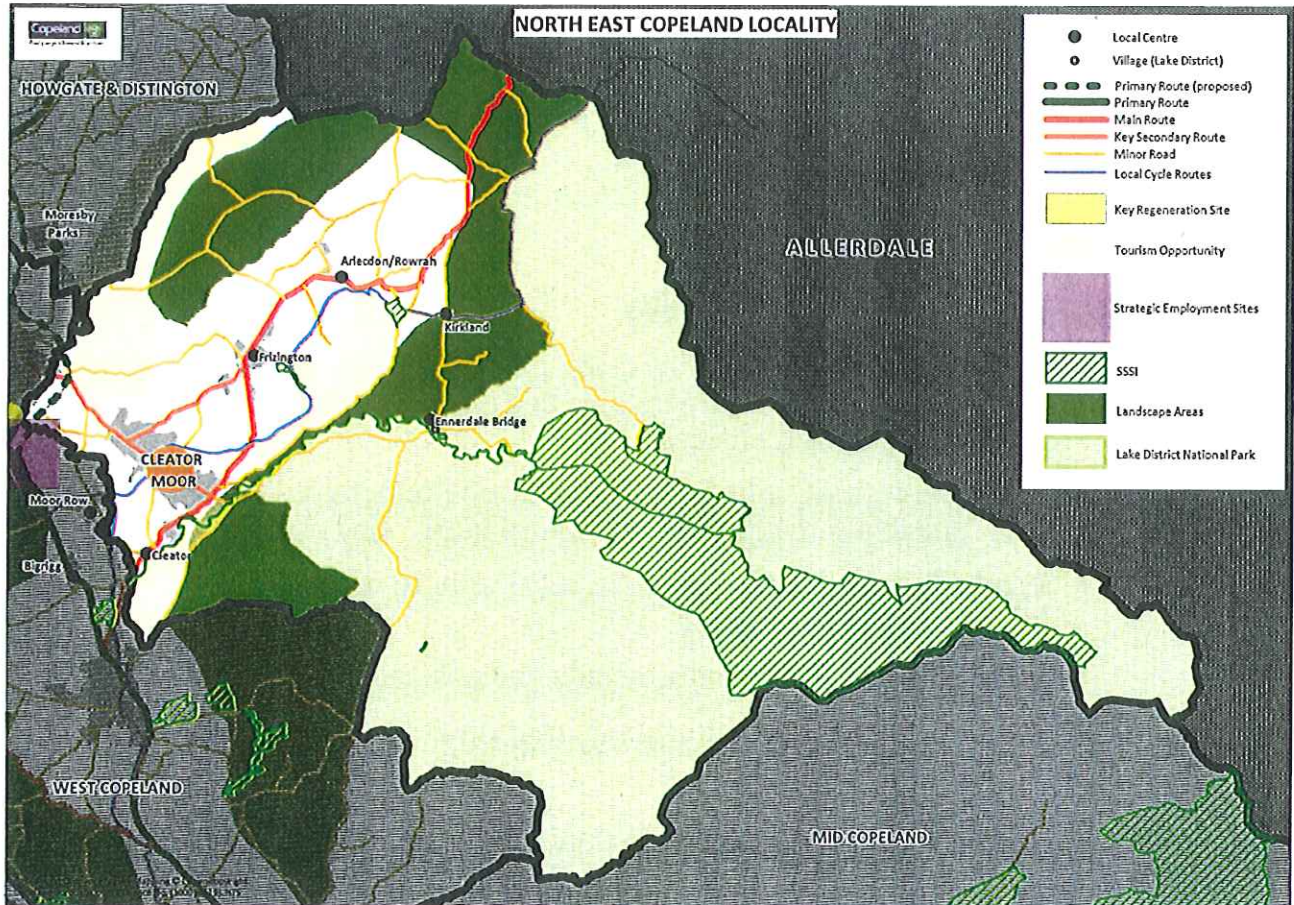 Copeland
NORTH EAST COPELAND LOCALITY
HOWGATE & DISTINGTON
Moresby
Parks
ALLERDALE
Arlecdon/Rowrah
Kirkland
Frizington
Ennerdale Bridge
CLEATOR
MOOR
Moor Row
Cleator
Bigrigg
WEST COPELAND
MID COPELAND
Local Centre
Village (Lake District)
Primary Route (proposed)
Primary Route
Main Route
Key Secondary Route
Minor Road
Local Cycle Routes
Key Regeneration Site
Tourism Opportunity
Strategic Employment Sites
SSSI
Landscape Areas
Lake District National Park